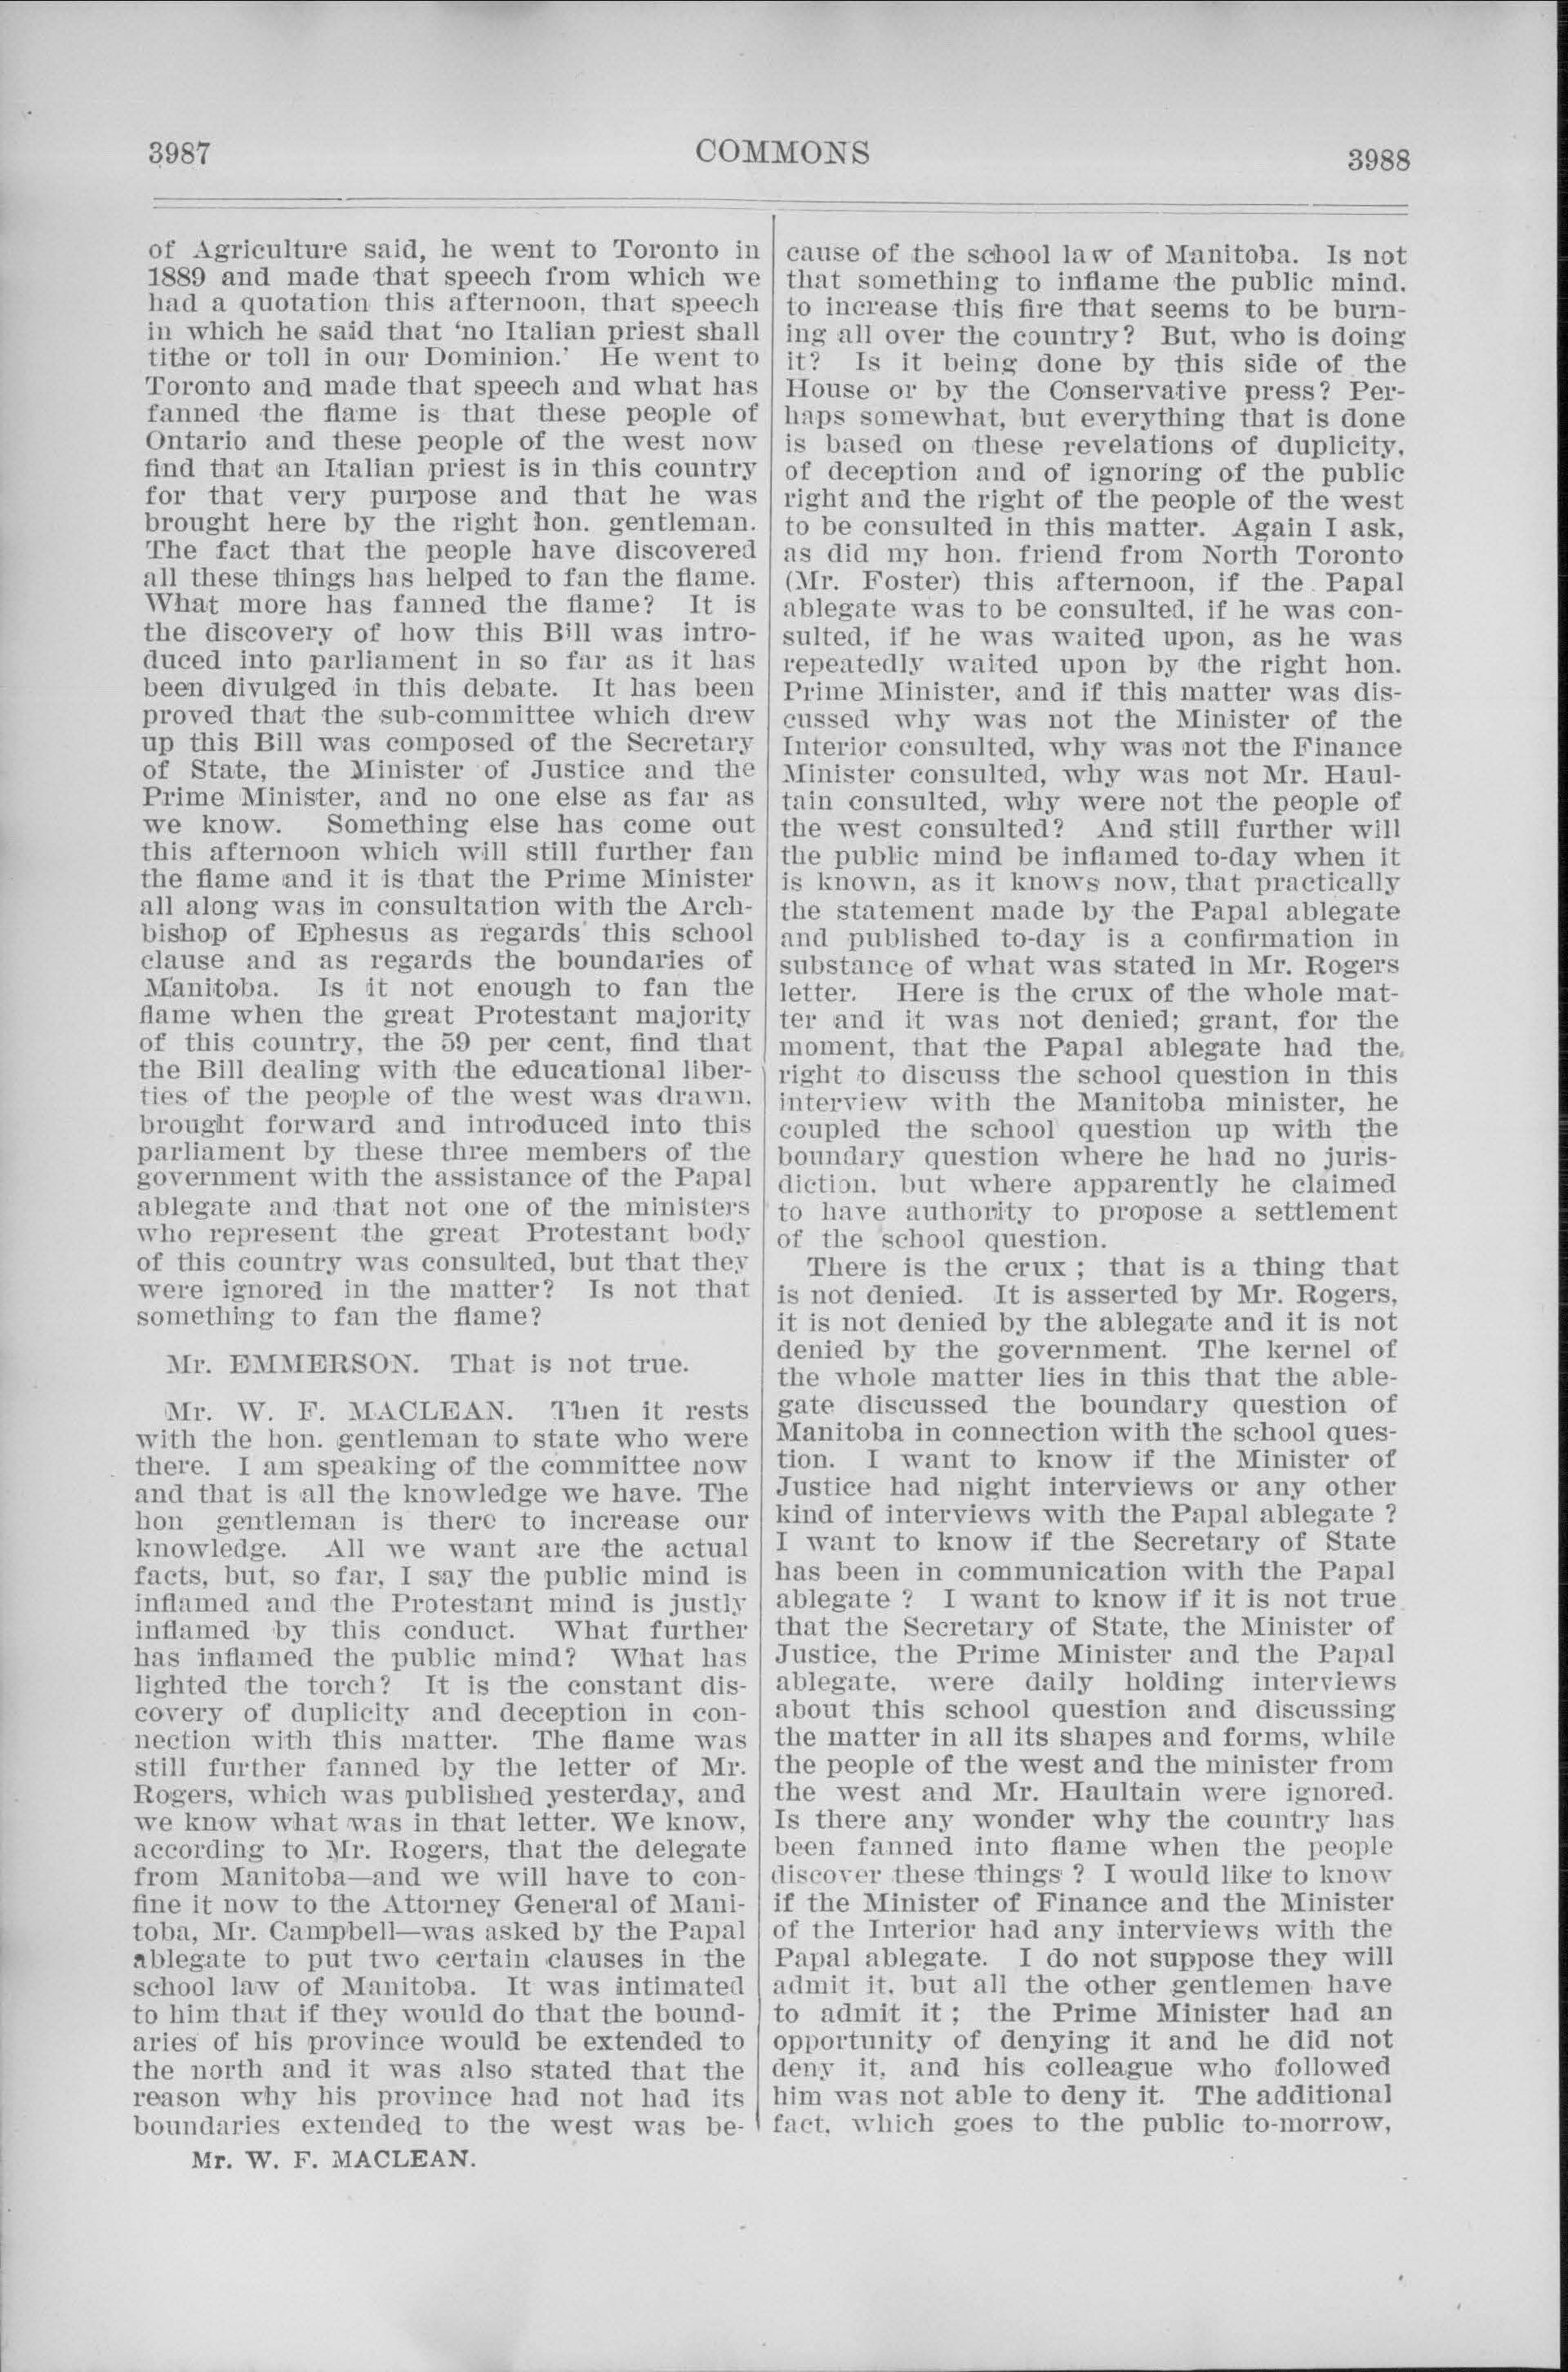 3987
COMMONS
3988
of Agriculture said, he went to Toronto in
1889 and made that speech from which we
had a quotation this afternoon, that speech
in which he said that 'no Italian priest shall
tithe or toll in our Dominion.' He went to
Toronto and made that speech and what has
fanned the flame is that these people of
Ontario and these people of the west now
find that an Italian priest is in this country
for that very purpose and that he was
brought here by the right hon. gentleman.
The fact that the people have discovered
all these things has helped to fan the flame.
What more has fanned the flame? It is
the discovery of how this Bill was intro-
duced into parliament in so far as it has
been divulged in this debate. It has been
proved that the sub-committee which drew
up this Bill was composed of the Secretary
of State, the Minister of Justice and the
Prime Minister, and no one else as far as
we know. Something else has come out
this afternoon which will still further fan
the flame and it is that the Prime Minister
all along was in consultation with the Arch-
bishop of Ephesus as regards this school
clause and as regards the boundaries of
Manitoba. Is it not enough to fan the
flame when the great Protestant majority
of this country, the 59 per cent, find that
the Bill dealing with the educational liber-
ties of the people of the west was drawn,
brought forward and introduced into this
parliament by these three members of the
government with the assistance of the Papal
ablegate and that not one of the ministers
who represent the great Protestant body
of this country was consulted, but that they
were ignored in the matter? Is not that
something to fan the flame?
Mr. EMMERSON. That is not true.
Mr. W. F. MACLEAN. Then it rests
with the hon. gentleman to state who were
there. I am speaking of the committee now
and that is all the knowledge we have. The
hon gentleman is there to increase our
knowledge. All we want are the actual
facts, but, so far, I say the public mind is
inflamed and the Protestant mind is justly
inflamed by this conduct. What further
has inflamed the public mind? What has
lighted the torch? It is the constant dis-
covery of duplicity and deception in con-
nection with this matter. The flame was
still further fanned by the letter of Mr.
Rogers, which was published yesterday, and
we know what was in that letter. We know,
according to Mr. Rogers, that the delegate
from Manitoba—and we will have to con-
fine it now to the Attorney General of Mani-
toba, Mr. Campbell—was asked by the Papal
ablegate to put two certain clauses in the
school law of Manitoba. It was intimated
to him that if they would do that the bound-
aries of his province would be extended to
the north and it was also stated that the
reason why his province had not had its
boundaries extended to the west was be-
Mr. W. F. MACLEAN.
cause of the school law of Manitoba. Is not
that something to inflame the public mind,
to increase this fire that seems to be burn-
ing all over the country? But, who is doing
it? Is it being done by this side of the
House or by the Conservative press? Per-
haps somewhat, but everything that is done
is based on these revelations of duplicity,
of deception and of ignoring of the public
right and the right of the people of the west
to be consulted in this matter. Again I ask,
as did my hon. friend from North Toronto
(Mr. Foster) this afternoon, if the Papal
ablegate was to be consulted, if he was con-
sulted, if he was waited upon, as he was
repeatedly waited upon by the right hon.
Prime Minister, and if this matter was dis-
cussed why was not the Minister of the
Interior consulted, why was not the Finance
Minister consulted, why was not Mr. Haul-
tain consulted, why were not the people of
the west consulted? And still further will
the public mind be inflamed to-day when it
is known, as it knows now, that practically
the statement made by the Papal ablegate
and published to-day is a confirmation in
substance of what was stated in Mr. Rogers
letter. Here is the crux of the whole mat-
ter and it was not denied; grant, for the
moment, that the Papal ablegate had the
right to discuss the school question in this
interview with the Manitoba minister, he
coupled the school question up with the
boundary question where he had no juris-
diction, but where apparently he claimed
to have authority to propose a settlement
of the school question.
There is the crux ; that is a thing that
is not denied. It is asserted by Mr. Rogers,
it is not denied by the ablegate and it is not
denied by the government. The kernel of
the whole matter lies in this that the able-
gate discussed the boundary question of
Manitoba in connection with the school ques-
tion. I want to know if the Minister of
Justice had night interviews or any other
kind of interviews with the Papal ablegate ?
I want to know if the Secretary of State
has been in communication with the Papal
ablegate ? I want to know if it is not true
that the Secretary of State, the Minister of
Justice, the Prime Minister and the Papal
ablegate, were daily holding interviews
about this school question and discussing
the matter in all its shapes and forms, while
the people of the west and the minister from
the west and Mr. Haultain were ignored.
Is there any wonder why the country has
been fanned into flame when the people
discover these things ? I would like to know
if the Minister of Finance and the Minister
of the Interior had any interviews with the
Papal ablegate. I do not suppose they will
admit it, but all the other gentlemen have
to admit it ; the Prime Minister had an
opportunity of denying it and he did not
deny it, and his colleague who followed
him was not able to deny it. The additional
fact, which goes to the public to-morrow,